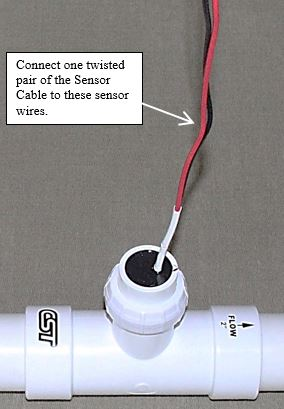 Connect one twisted
pair of the Sensor
Cable to these sensor
wires.
CST
FLOW
2"